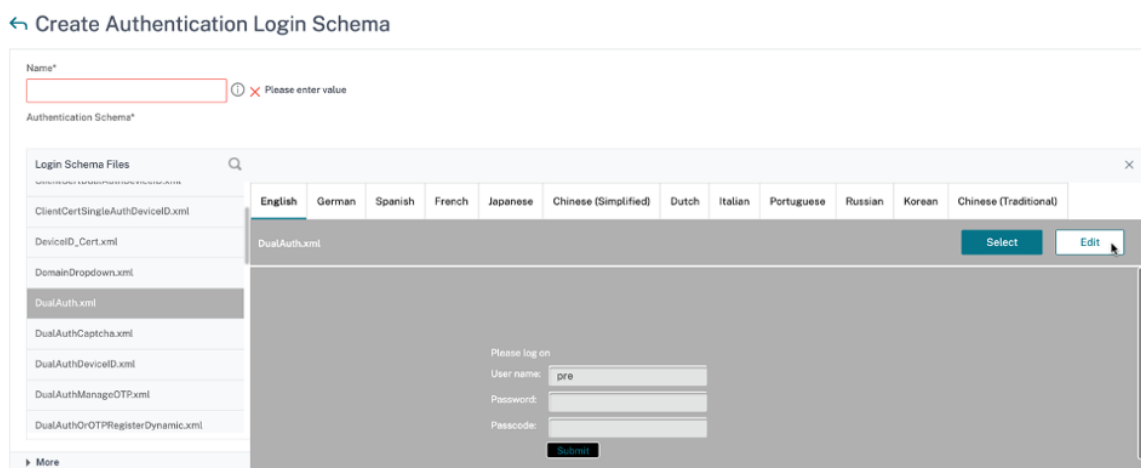 Create Authentication Login Schema
Name*
Please enter value
Authentication Schema*
Login Schema Files
ClientCertSingleAuthDeviceID.xml
DeviceID_Cert.xml
DomainDropdown.xml
DualAuth.xml
DualAuthCaptcha.xml
DualAuthDeviceID.xml
DualAuthManageOTP.xml
DualAuthOrOTPRegisterDynamic.xml
More
English German Spanish French Japanese Chinese (Simplified) Dutch Italian Portuguese Russian Korean Chinese (Traditional)
DualAuth.xml Select Edit
Please log on
User name: pre
Password:
Passcode:
Submit